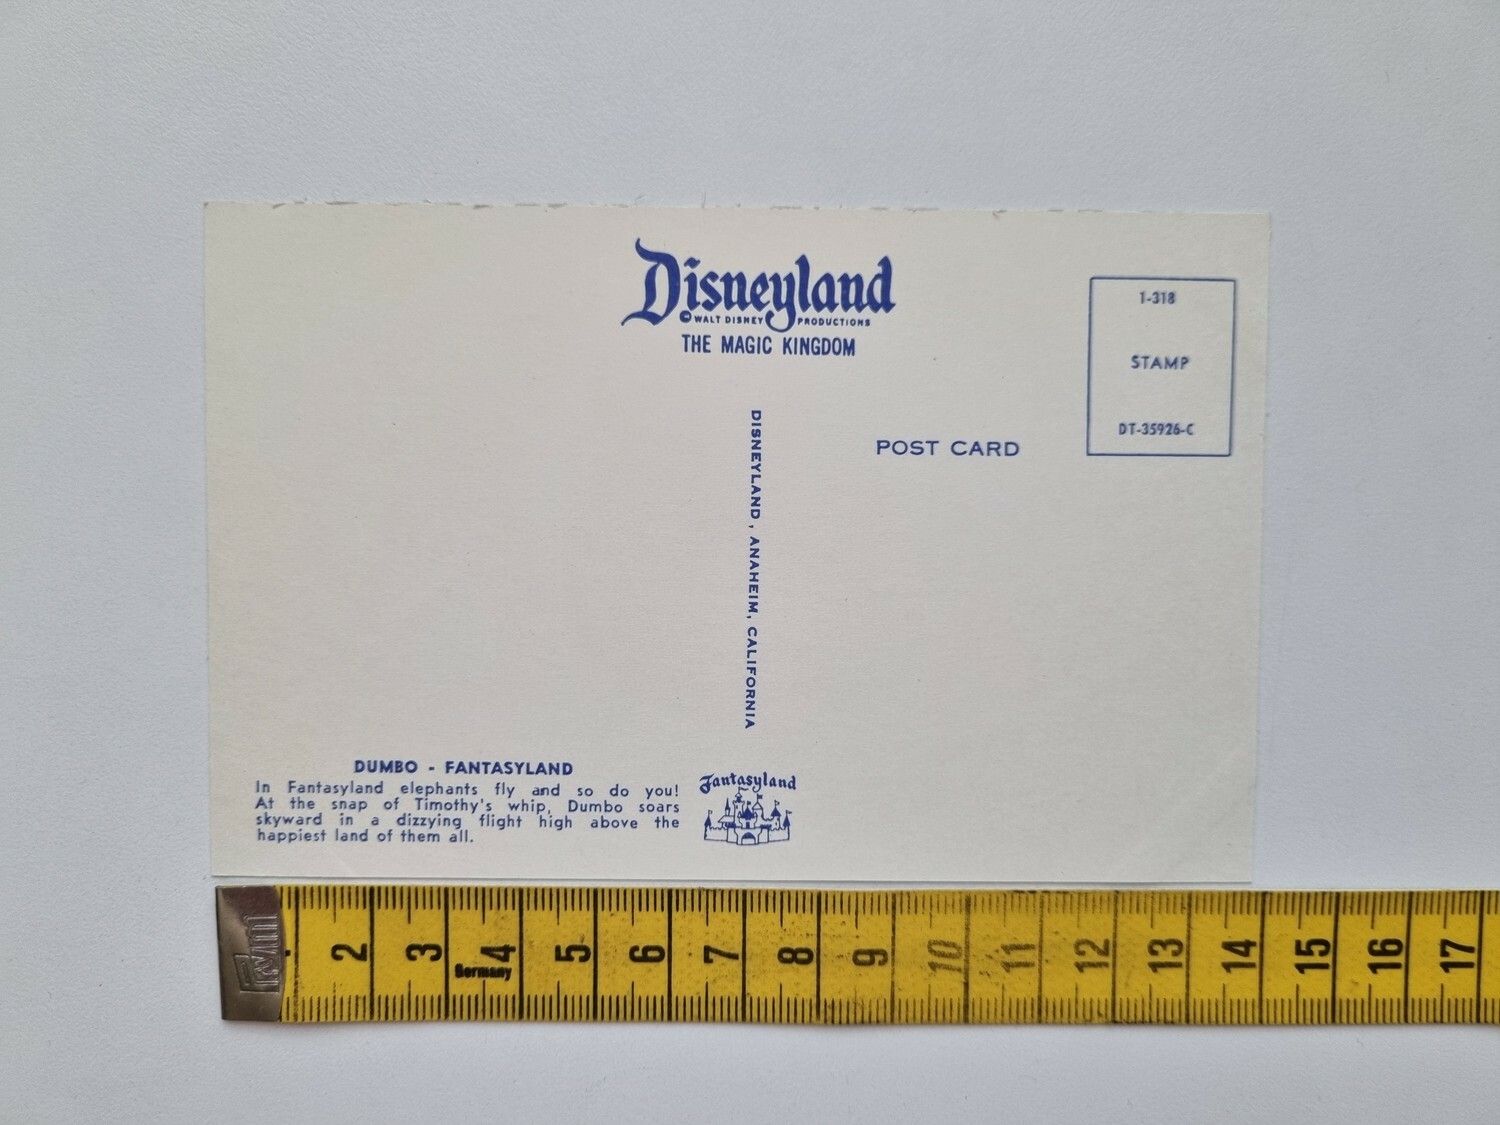 Disneyland
© WALT DISNEY PRODUCTIONS
THE MAGIC KINGDOM
1-318
STAMP
DT-35926-C
POST CARD
DISNEYLAND, ANAHEIM, CALIFORNIA
DUMBO - FANTASYLAND
In Fantasyland elephants fly and so do you!
At the snap of Timothy's whip, Dumbo soars
skyward in a dizzying flight high above the
happiest land of them all.
Fantasyland
2 3 4 5 6 7 8 9 10 11 12 13 14 15 16 17
Germany